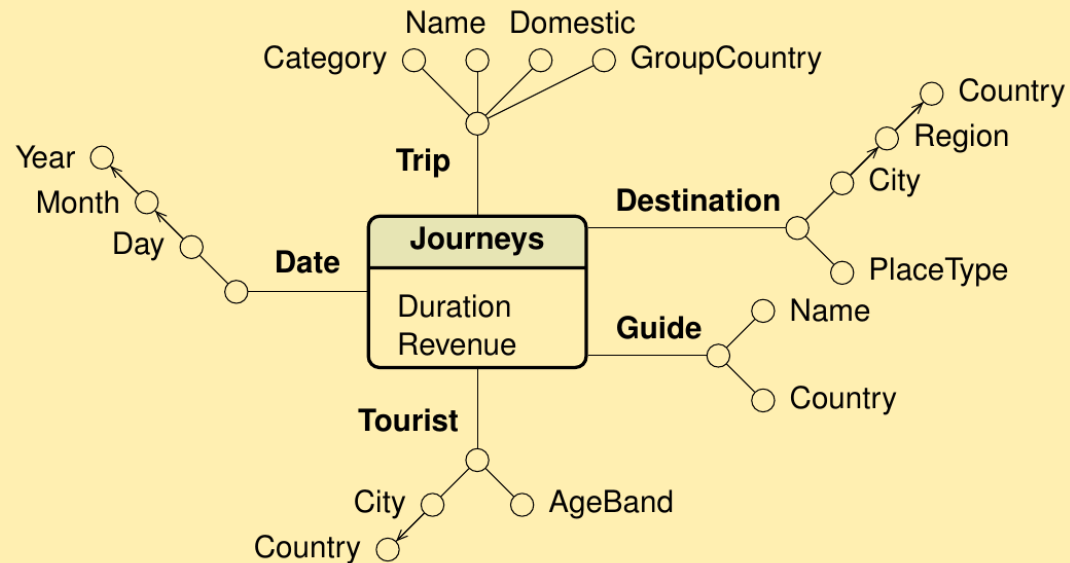 Name Domestic
Category GroupCountry
Country
Region
Year
Trip
City
Month
Destination
Journeys
Day
Date
PlaceType
Duration
Name
Guide
Revenue
Country
Tourist
City AgeBand
Country